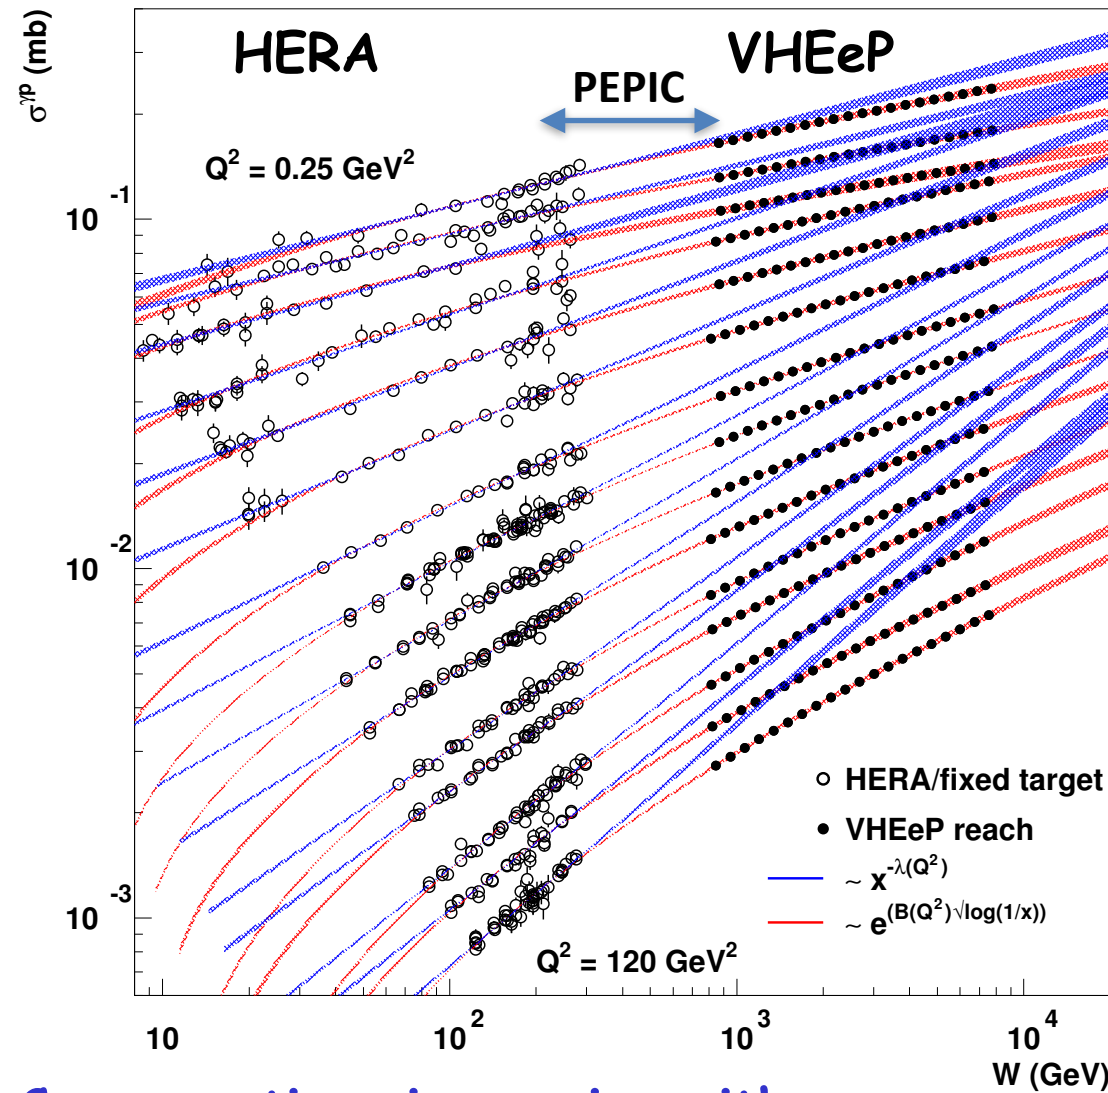 HERA
VHEeP
PEPIC
Q² = 0.25 GeV²
σ^γp (mb)
10⁻¹
10⁻²
10⁻³
HERA/fixed target
VHEeP reach
~ x^-λ(Q²)
~ e^(B(Q²)√log(1/x))
Q² = 120 GeV²
10
10²
10³
10⁴
W (GeV)